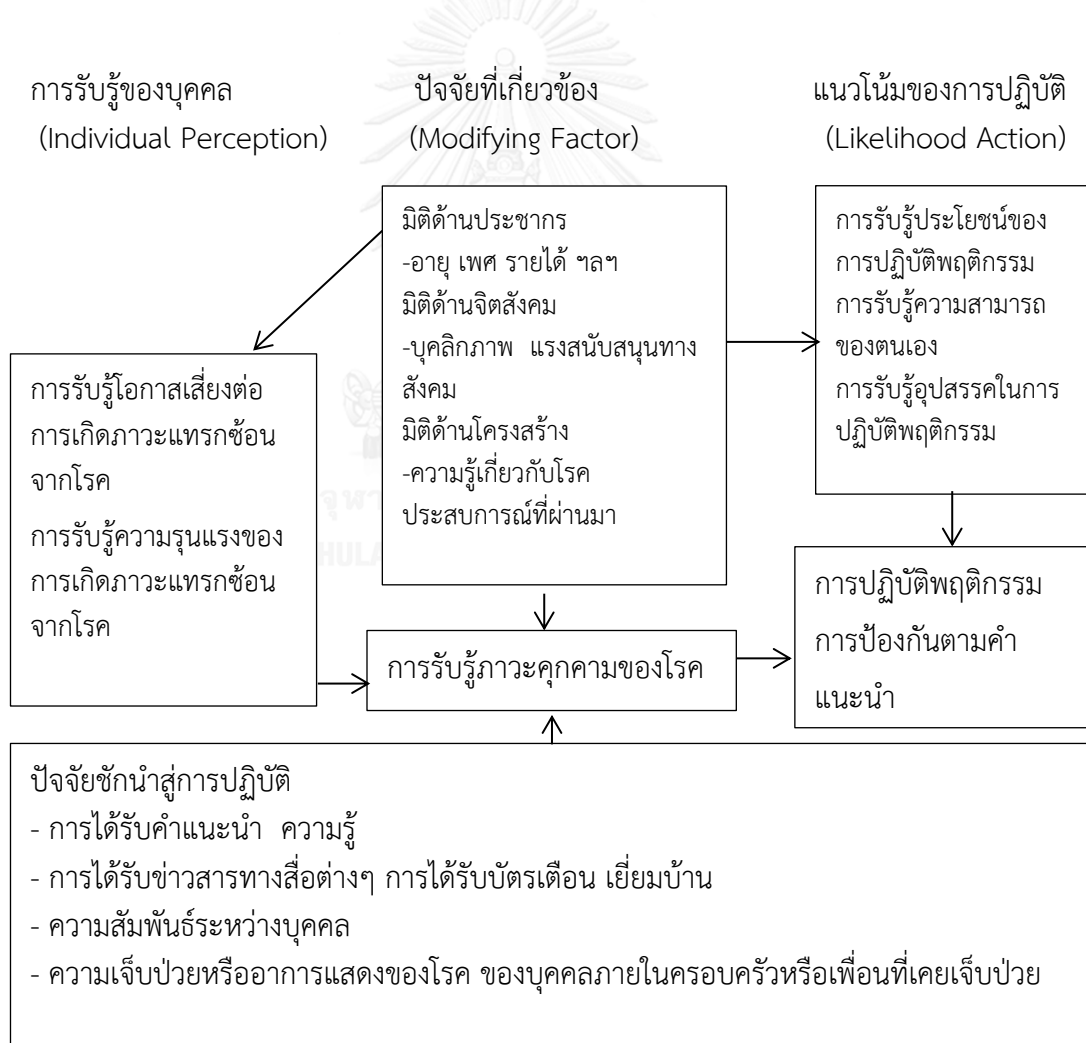 การรับรู้ของบุคคล
(Individual Perception)
ปัจจัยที่เกี่ยวข้อง
(Modifying Factor)
แนวโน้มของการปฏิบัติ
(Likelihood Action)
มิติด้านประชากร
-อายุ เพศ รายได้ ฯลฯ
มิติด้านจิตสังคม
-บุคลิกภาพ แรงสนับสนุนทาง
สังคม
มิติด้านโครงสร้าง
-ความรู้เกี่ยวกับโรค
ประสบการณ์ที่ผ่านมา
การรับรู้ประโยชน์ของ
การปฏิบัติพฤติกรรม
การรับรู้ความสามารถ
ของตนเอง
การรับรู้อุปสรรคในการ
ปฏิบัติพฤติกรรม
การรับรู้โอกาสเสี่ยงต่อ
การเกิดภาวะแทรกซ้อน
จากโรค
การรับรู้ความรุนแรงของ
การเกิดภาวะแทรกซ้อน
จากโรค
การรับรู้ภาวะคุกคามของโรค
การปฏิบัติพฤติกรรม
การป้องกันตามคำ
แนะนำ
ปัจจัยชักนำสู่การปฏิบัติ
- การได้รับคำแนะนำ ความรู้
- การได้รับข่าวสารทางสื่อต่างๆ การได้รับบัตรเตือน เยี่ยมบ้าน
- ความสัมพันธ์ระหว่างบุคคล
- ความเจ็บป่วยหรืออาการแสดงของโรค ของบุคคลภายในครอบครัวหรือเพื่อนที่เคยเจ็บป่วย